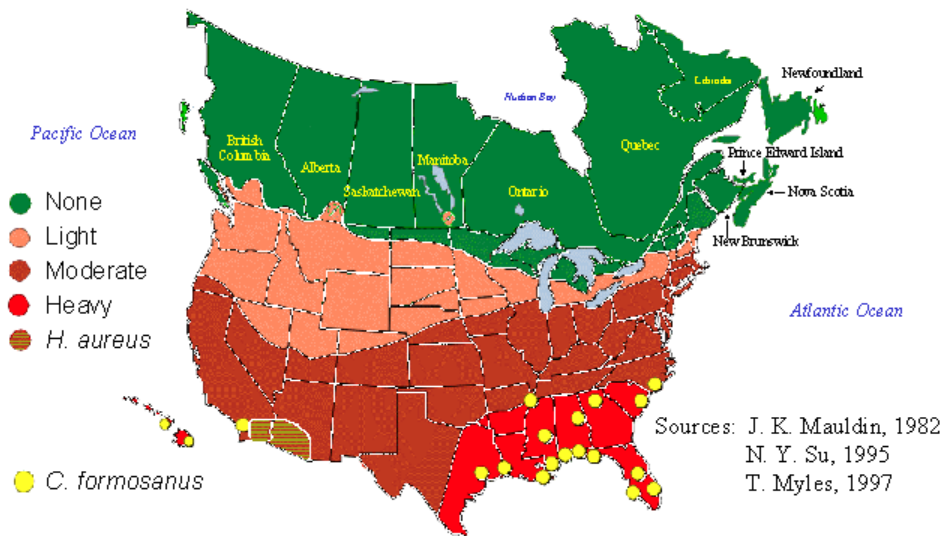 Newfoundland
Labrador
Hudson Bay
Pacific Ocean
British
Columbia
Quebec
Prince Edward Island
Manitoba
Alberta
Saskatchewan
Ontario
Nova Scotia
None
Light
New Brunswick
Moderate
Heavy
Atlantic Ocean
H. aureus
Sources: J. K. Mauldin, 1982
N. Y. Su, 1995
C. formosanus
T. Myles, 1997